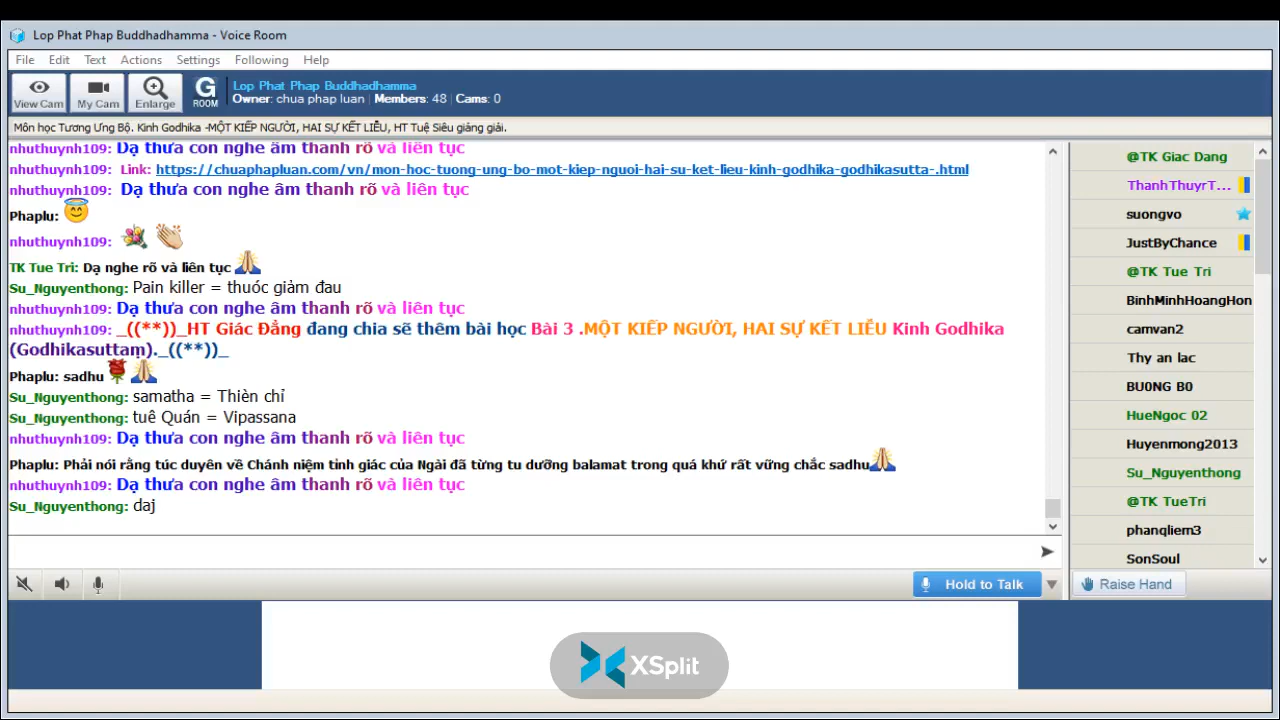 Lop Phat Phap Buddhadhamma - Voice Room
File Edit Text Actions Settings Following Help
View Cam My Cam Enlarge G ROOM
Lop Phat Phap Buddhadhamma
Owner: chua phap luan | Members: 48 | Cams: 0
Môn học Tương Ưng Bộ. Kinh Godhika -MỘT KIẾP NGƯỜI, HAI SỰ KẾT LIỄU, HT Tuệ Siêu giảng giải.
nhuthuynh109: Dạ thưa con nghe âm thanh rõ và liên tục
nhuthuynh109: Link: https://chuaphapluan.com/vn/mon-hoc-tuong-ung-bo-mot-kiep-nguoi-hai-su-ket-lieu-kinh-godhika-godhikasutta-.html
nhuthuynh109: Dạ thưa con nghe âm thanh rõ và liên tục
Phaplu:
nhuthuynh109:
TK Tue Tri: Dạ nghe rõ và liên tục
Su_Nguyenthong: Pain killer = thuóc giảm đau
nhuthuynh109: Dạ thưa con nghe âm thanh rõ và liên tục
nhuthuynh109: _((**))_HT Giác Đẳng đang chia sẽ thêm bài học Bài 3 .MỘT KIẾP NGƯỜI, HAI SỰ KẾT LIỄU Kinh Godhika
(Godhikasuttaṃ)._((**))_
Phaplu: sadhu
Su_Nguyenthong: samatha = Thièn chỉ
Su_Nguyenthong: tuê Quán = Vipassana
nhuthuynh109: Dạ thưa con nghe âm thanh rõ và liên tục
Phaplu: Phải nói rằng túc duyên về Chánh niệm tỉnh giác của Ngài đã từng tu dưỡng balamat trong quá khứ rất vững chắc sadhu
nhuthuynh109: Dạ thưa con nghe âm thanh rõ và liên tục
Su_Nguyenthong: daj
@TK Giac Dang
ThanhThuyrT...
suongvo
JustByChance
@TK Tue Tri
BinhMinhHoangHon
camvan2
Thy an lac
BU0NG B0
HueNgoc 02
Huyenmong2013
Su_Nguyenthong
@TK TueTri
phanqliem3
SonSoul
Hold to Talk
Raise Hand
XSplit